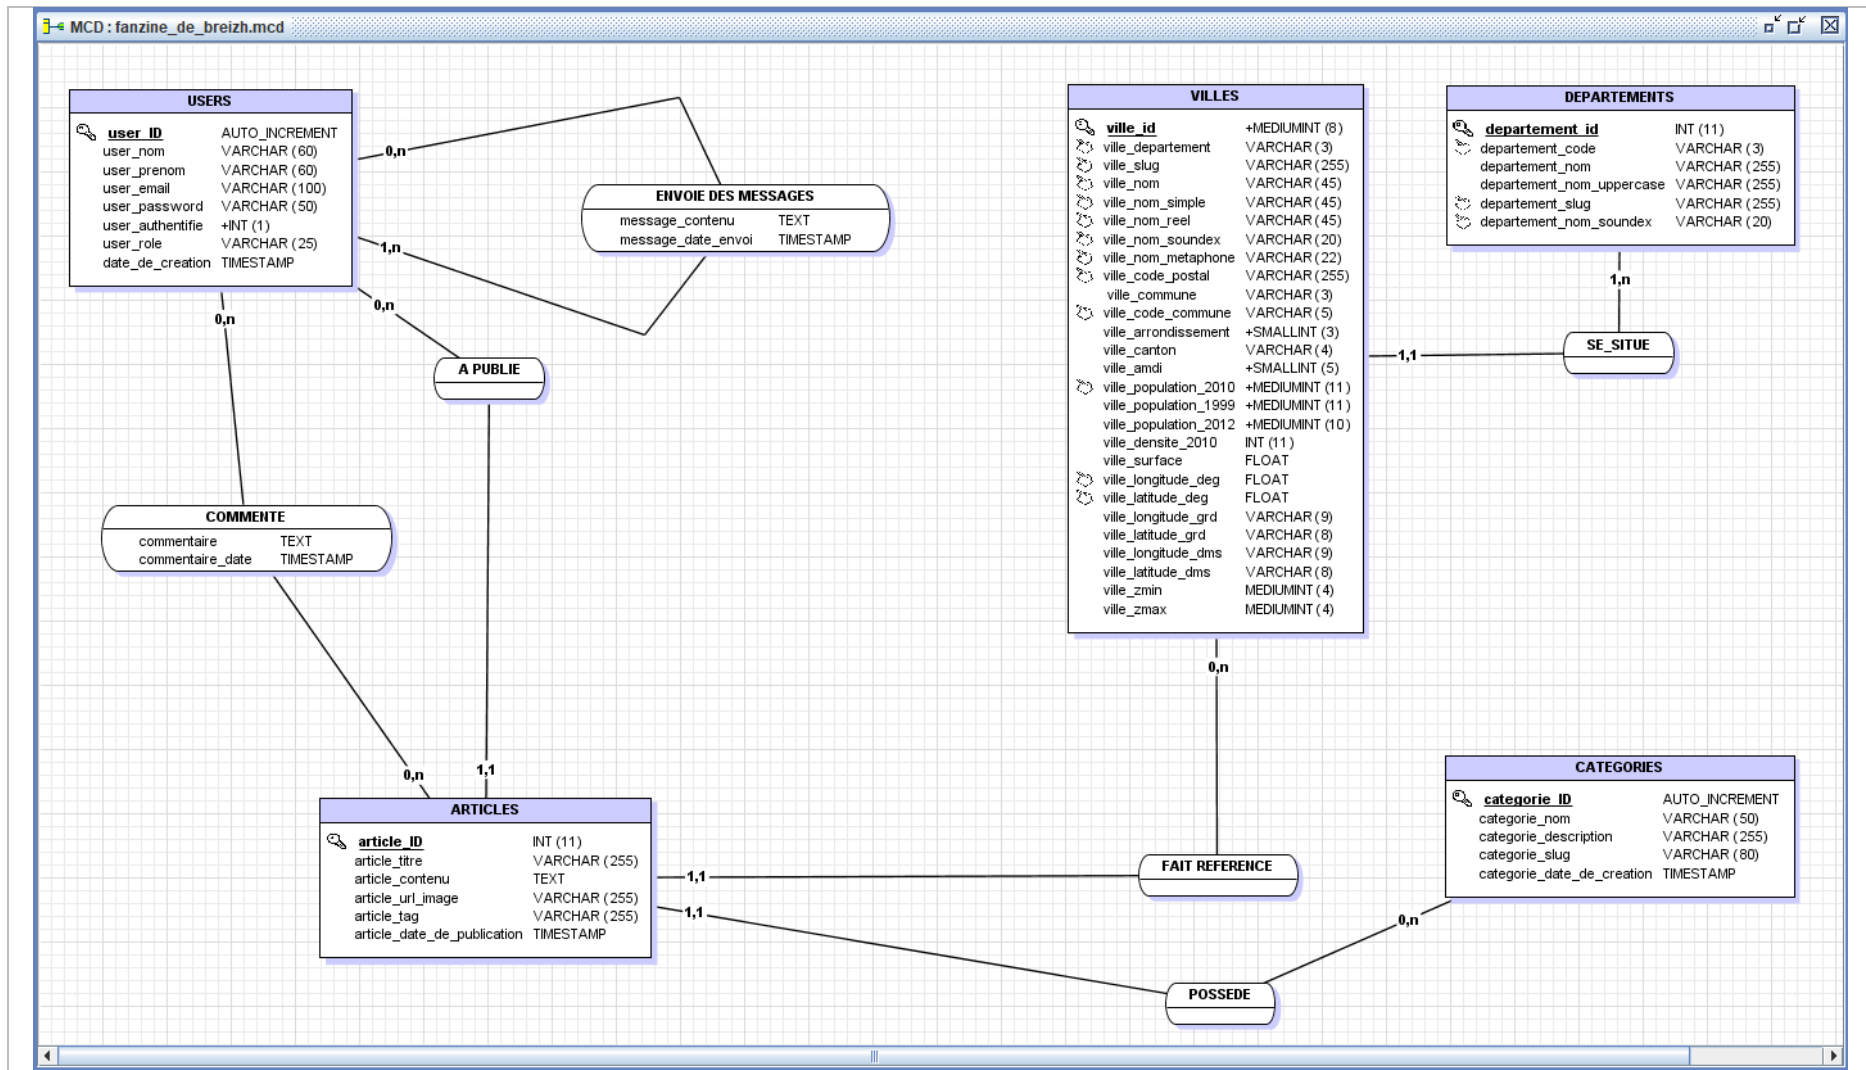 MCD : fanzine_de_breizh.mcd
USERS
user_ID AUTO_INCREMENT
user_nom VARCHAR (60)
user_prenom VARCHAR (60)
user_email VARCHAR (100)
user_password VARCHAR (50)
user_authentifie +INT (1)
user_role VARCHAR (25)
date_de_creation TIMESTAMP
0,n
1,n
0,n
0,n
ENVOIE DES MESSAGES
message_contenu TEXT
message_date_envoi TIMESTAMP
A PUBLIE
COMMENTE
commentaire TEXT
commentaire_date TIMESTAMP
0,n
1,1
VILLES
ville_id +MEDIUMINT (8)
ville_departement VARCHAR (3)
ville_slug VARCHAR (255)
ville_nom VARCHAR (45)
ville_nom_simple VARCHAR (45)
ville_nom_reel VARCHAR (45)
ville_nom_soundex VARCHAR (20)
ville_nom_metaphone VARCHAR (22)
ville_code_postal VARCHAR (255)
ville_commune VARCHAR (3)
ville_code_commune VARCHAR (5)
ville_arrondissement +SMALLINT (3)
ville_canton VARCHAR (4)
ville_amdi +SMALLINT (5)
ville_population_2010 +MEDIUMINT (11)
ville_population_1999 +MEDIUMINT (11)
ville_population_2012 +MEDIUMINT (10)
ville_densite_2010 INT (11)
ville_surface FLOAT
ville_longitude_deg FLOAT
ville_latitude_deg FLOAT
ville_longitude_grd VARCHAR (9)
ville_latitude_grd VARCHAR (8)
ville_longitude_dms VARCHAR (9)
ville_latitude_dms VARCHAR (8)
ville_zmin MEDIUMINT (4)
ville_zmax MEDIUMINT (4)
DEPARTEMENTS
departement_id INT (11)
departement_code VARCHAR (3)
departement_nom VARCHAR (255)
departement_nom_uppercase VARCHAR (255)
departement_slug VARCHAR (255)
departement_nom_soundex VARCHAR (20)
1,n
SE_SITUE
1,1
0,n
ARTICLES
article_ID INT (11)
article_titre VARCHAR (255)
article_contenu TEXT
article_url_image VARCHAR (255)
article_tag VARCHAR (255)
article_date_de_publication TIMESTAMP
1,1
1,1
FAIT REFERENCE
CATEGORIES
categorie_ID AUTO_INCREMENT
categorie_nom VARCHAR (50)
categorie_description VARCHAR (255)
categorie_slug VARCHAR (80)
categorie_date_de_creation TIMESTAMP
0,n
POSSEDE